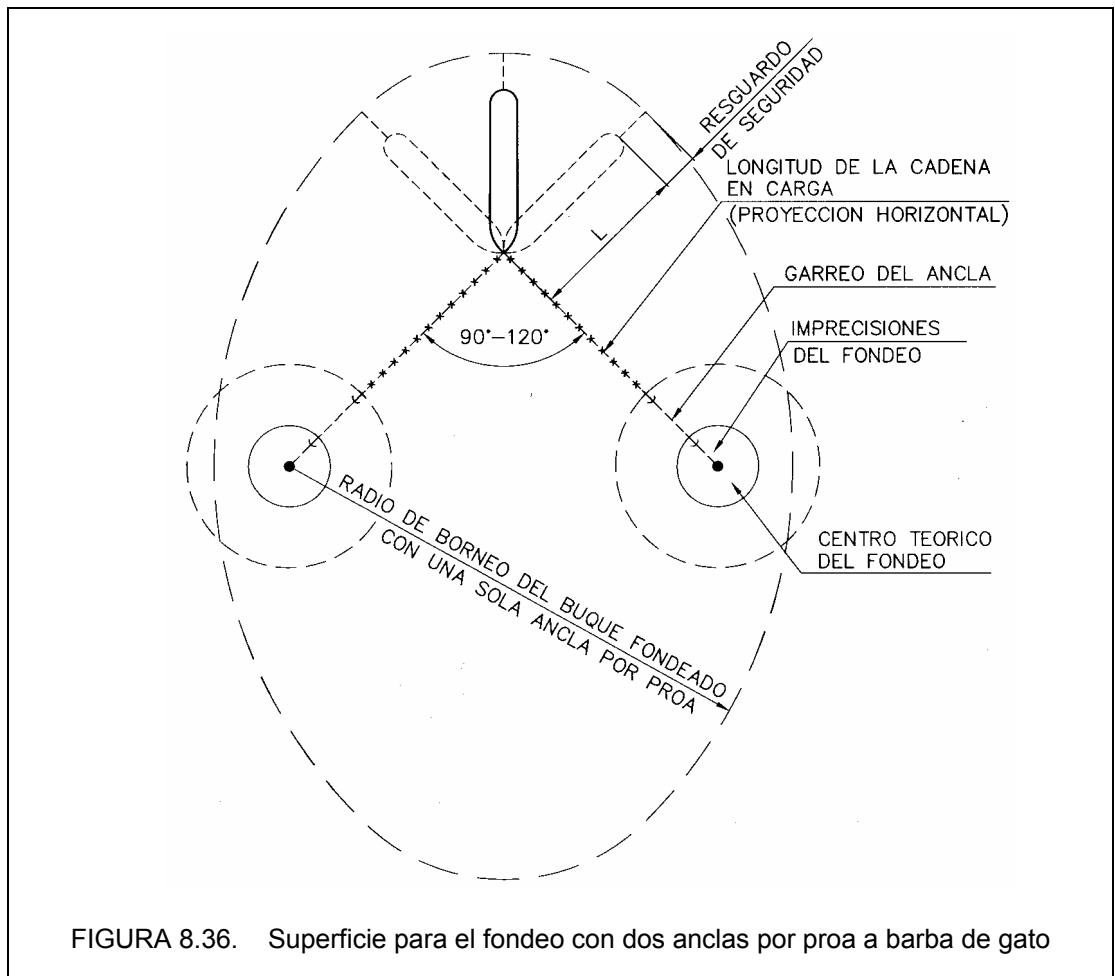 RESGUARDO
DE SEGURIDAD
LONGITUD DE LA CADENA
EN CARGA
(PROYECCION HORIZONTAL)
L
GARREO DEL ANCLA
90°-120°
IMPRECISIONES
DEL FONDEO
RADIO DE BORNEO DEL BUQUE FONDEADO
CON UNA SOLA ANCLA POR PROA
CENTRO TEORICO
DEL FONDEO
FIGURA 8.36. Superficie para el fondeo con dos anclas por proa a barba de gato